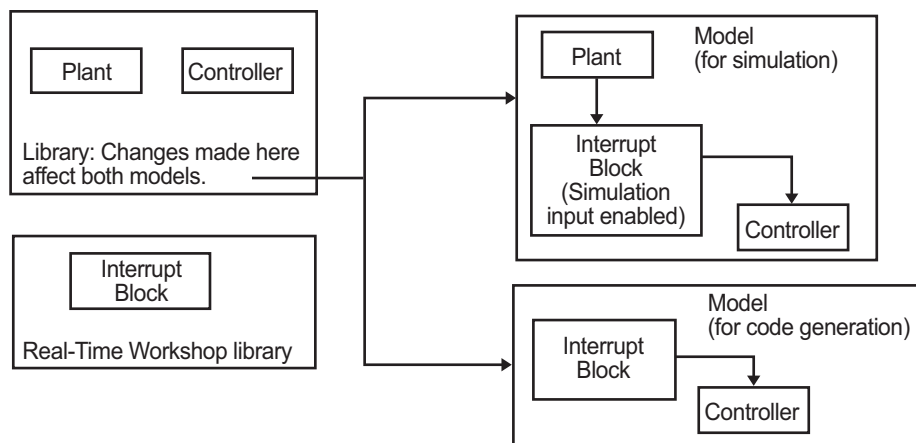 Plant
Controller
Library: Changes made here
affect both models.
Interrupt
Block
Real-Time Workshop library
Model
(for simulation)
Plant
Interrupt
Block
(Simulation
input enabled)
Controller
Model
(for code generation)
Interrupt
Block
Controller